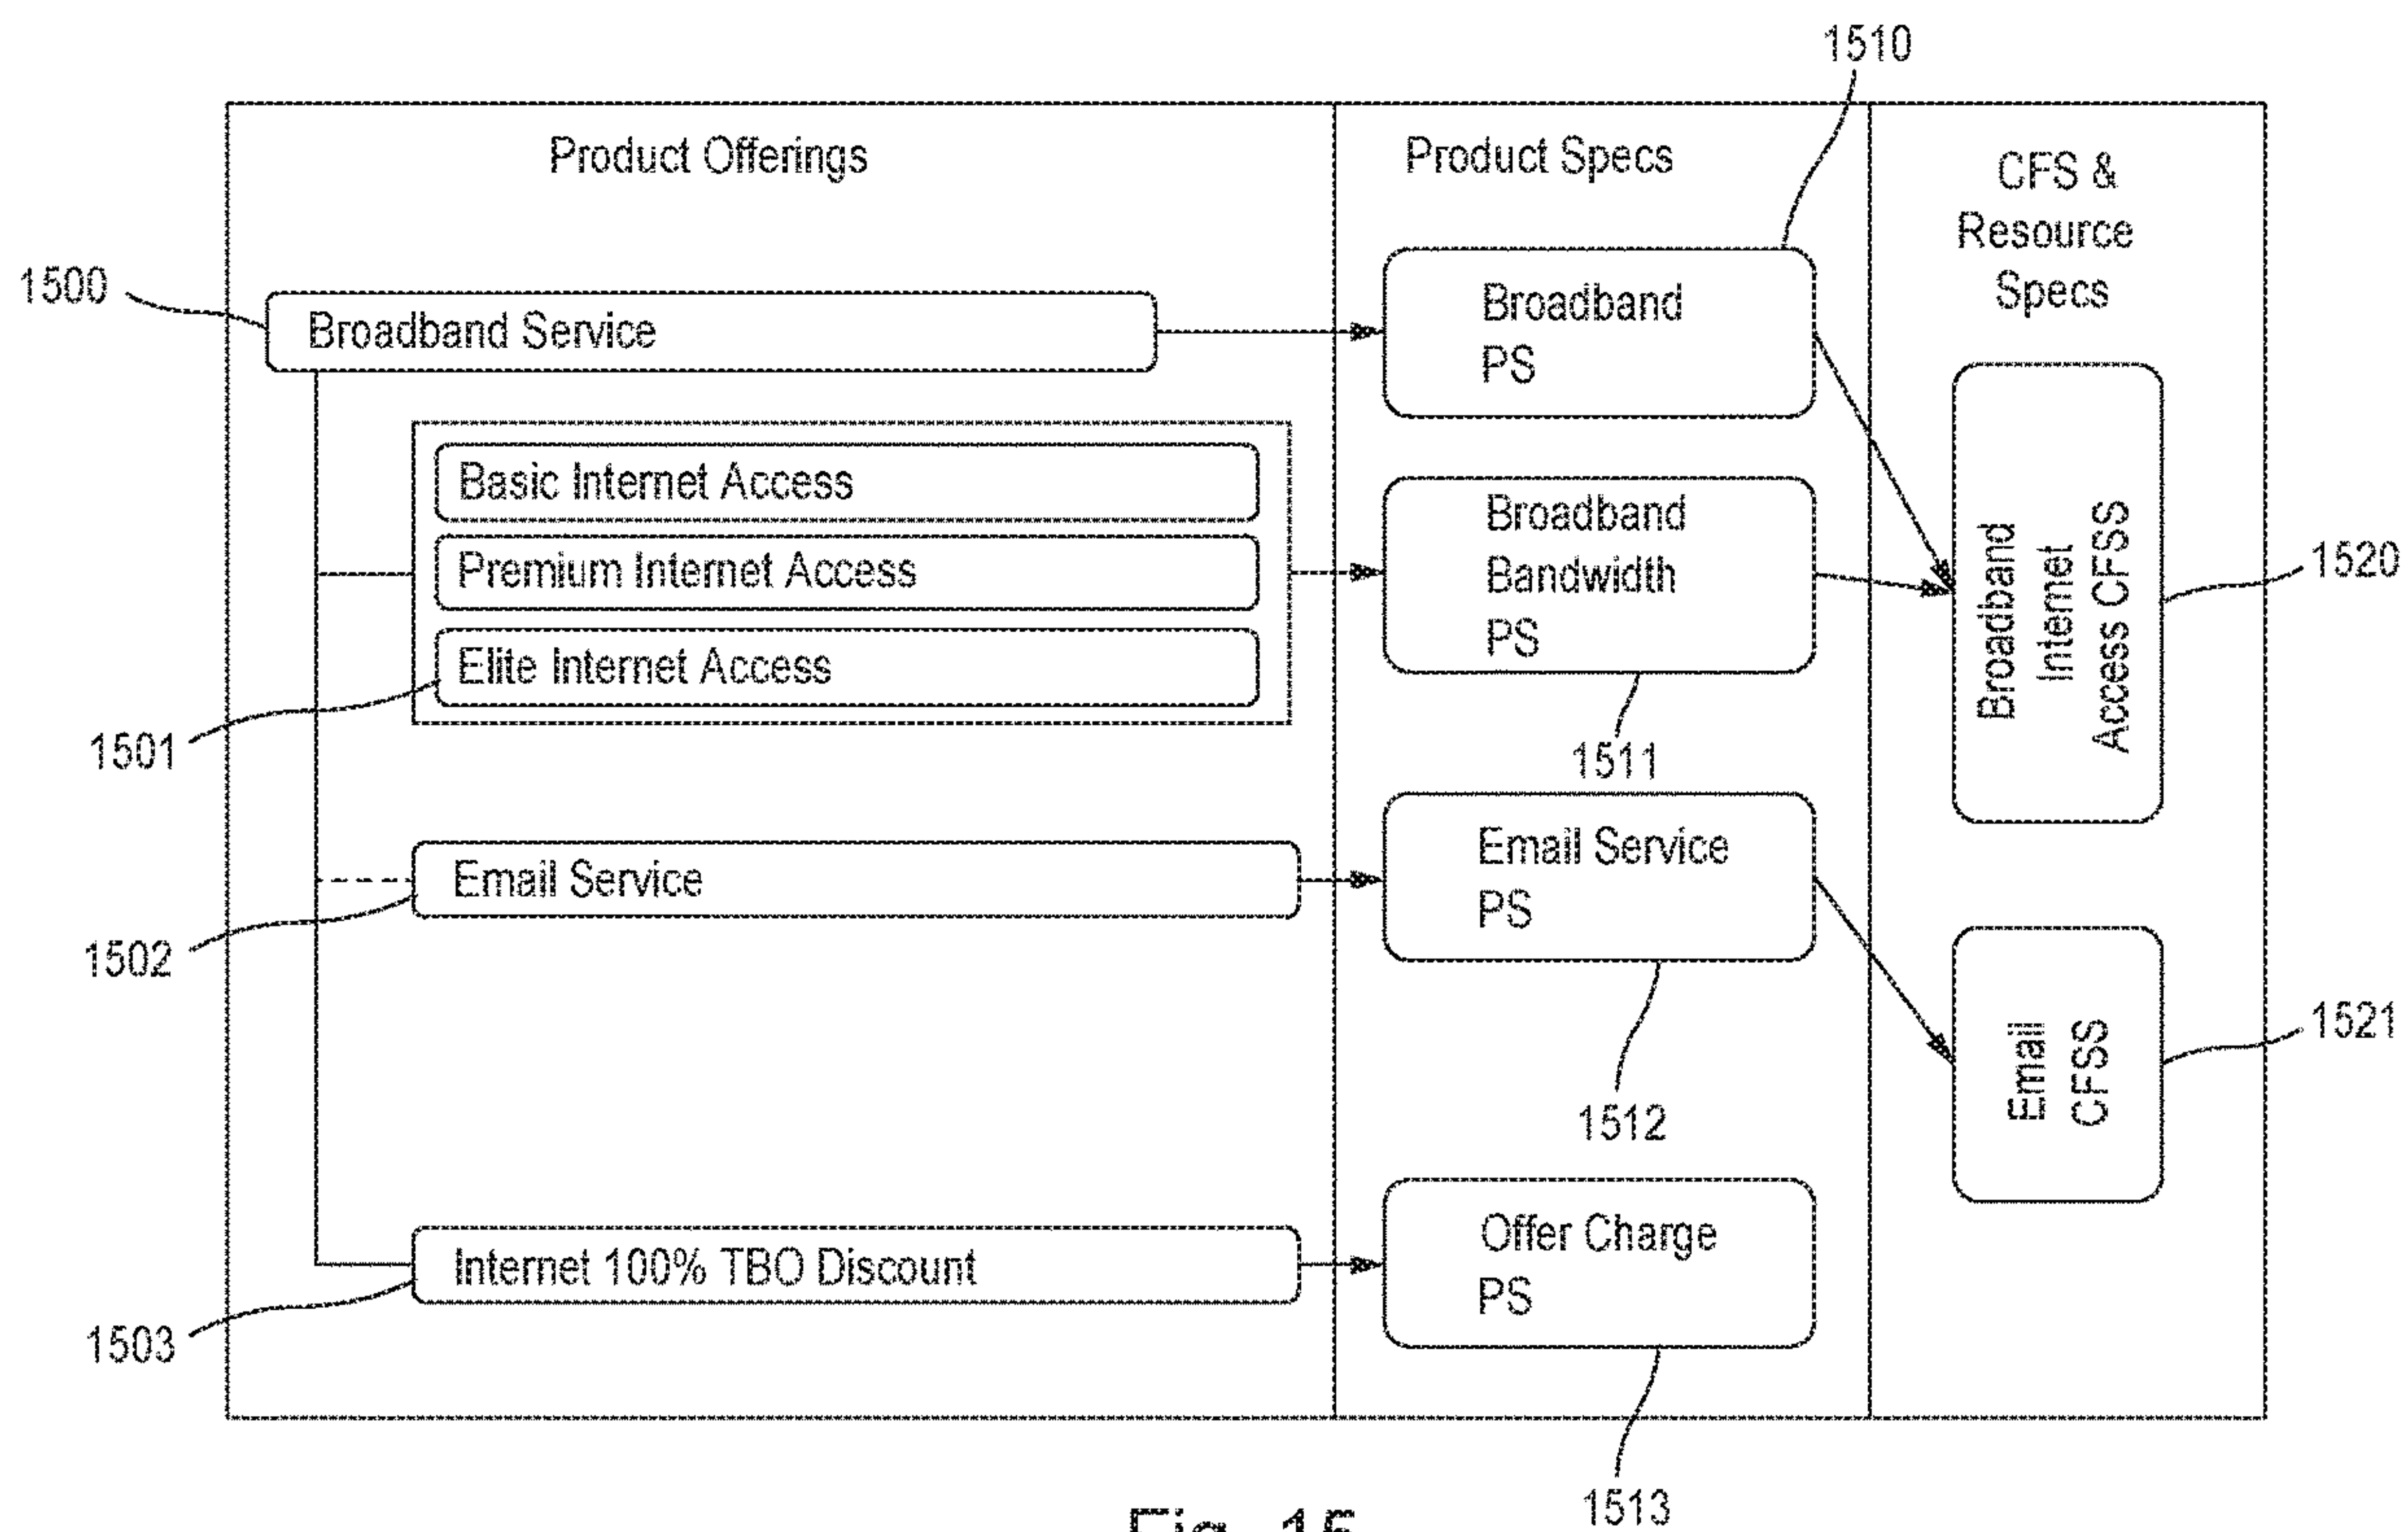 1510
Product Offerings
Product Specs
CFS &
Resource
Specs
1500
Broadband Service
Broadband
PS
Basic Internet Access
Premium Internet Access
Elite Internet Access
1501
Broadband
Bandwidth
PS
1511
Broadband
Internet
Access CFSS
1520
Email Service
1502
Email Service
PS
1512
Email
CFSS
1521
Internet 100% TBO Discount
1503
Offer Charge
PS
1513
Fig. 15